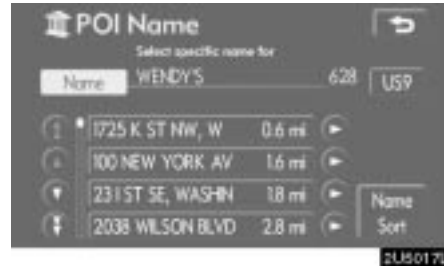 POI Name
Select specific name for
Name WENDY'S 628 US9
1725 K ST NW, W 0.6 mi
100 NEW YORK AV 1.6 mi
231 ST SE, WASHIN 1.8 mi
2038 WILSON BLVD 2.8 mi
Name
Sort
2U5017